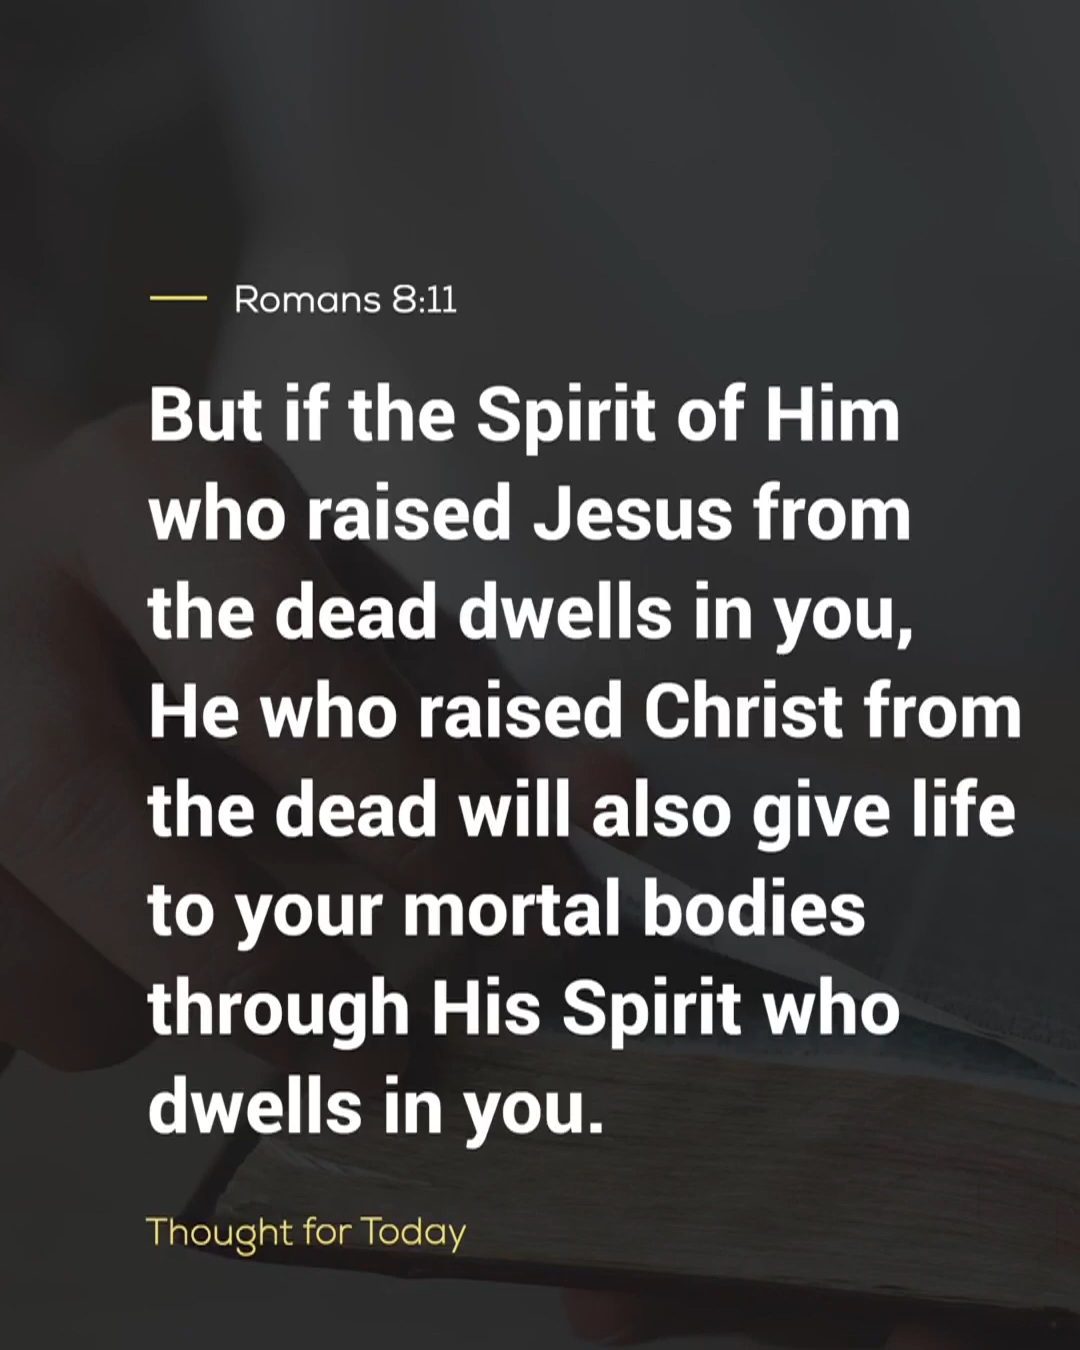 Romans 8:11
But if the Spirit of Him
who raised Jesus from
the dead dwells in you,
He who raised Christ from
the dead will also give life
to your mortal bodies
through His Spirit who
dwells in you.
Thought for Today